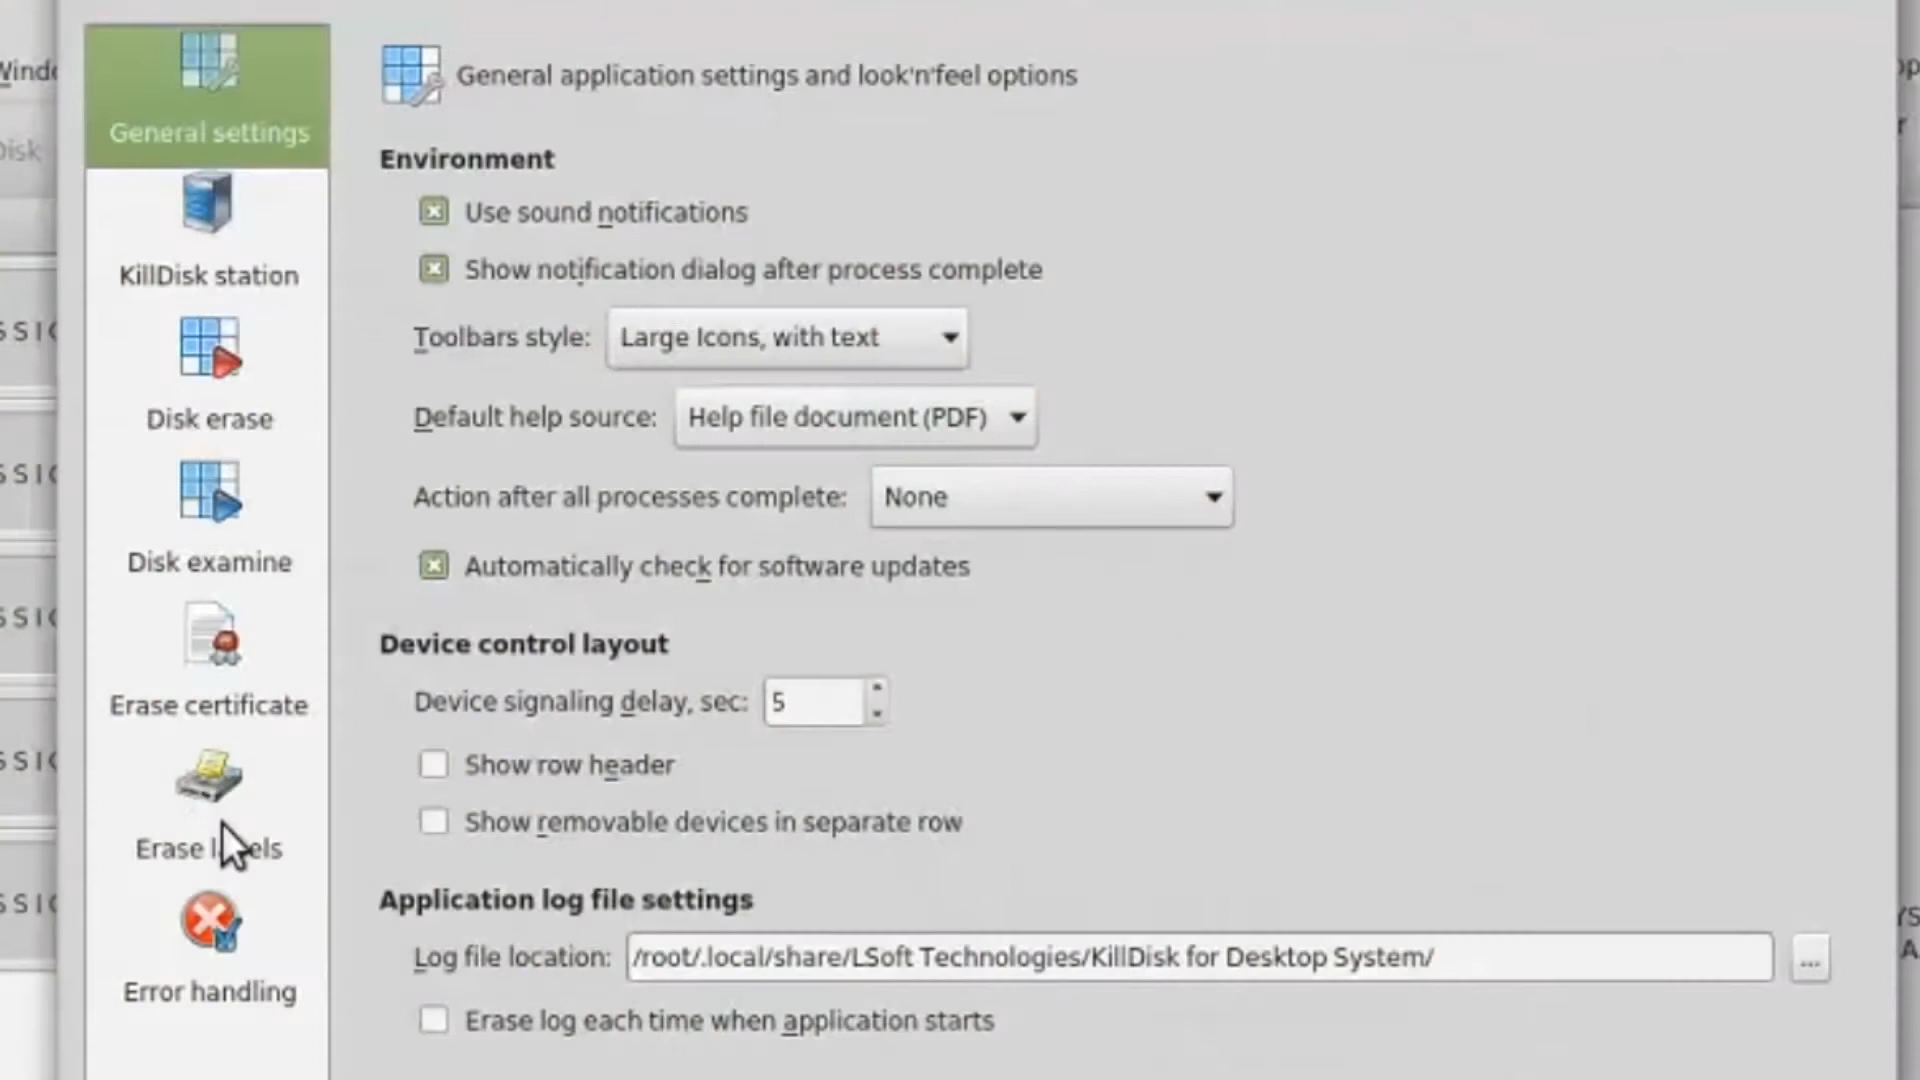 General settings
KillDisk station
Disk erase
Disk examine
Erase certificate
Erase labels
Error handling
General application settings and look'n'feel options
Environment
Use sound notifications
Show notification dialog after process complete
Toolbars style: Large Icons, with text
Default help source: Help file document (PDF)
Action after all processes complete: None
Automatically check for software updates
Device control layout
Device signaling delay, sec: 5
Show row header
Show removable devices in separate row
Application log file settings
Log file location: /root/.local/share/LSoft Technologies/KillDisk for Desktop System/ ...
Erase log each time when application starts